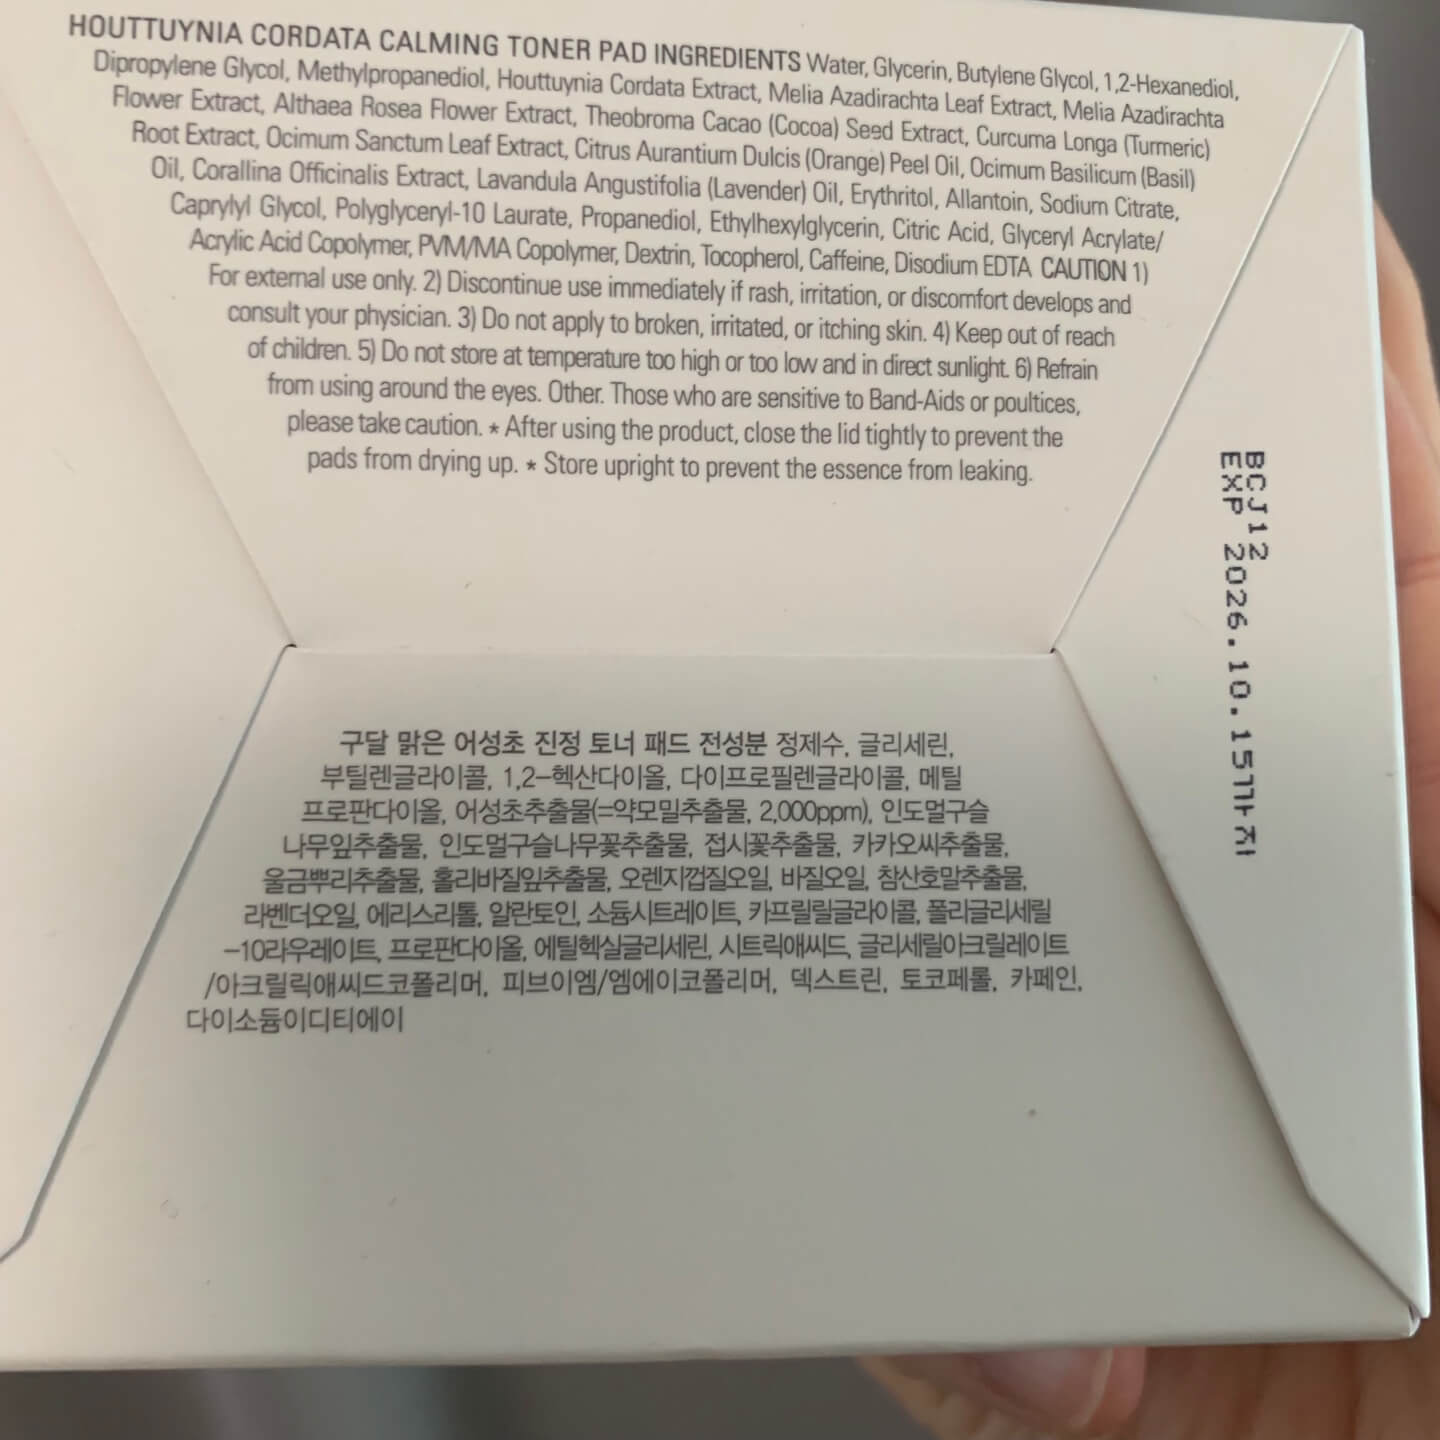 HOUTTUYNIA CORDATA CALMING TONER PAD INGREDIENTS Water, Glycerin, Butylene Glycol, 1,2-Hexanediol,
Dipropylene Glycol, Methylpropanediol, Houttuynia Cordata Extract, Melia Azadirachta Leaf Extract, Melia Azadirachta
Flower Extract, Althaea Rosea Flower Extract, Theobroma Cacao (Cocoa) Seed Extract, Curcuma Longa (Turmeric)
Root Extract, Ocimum Sanctum Leaf Extract, Citrus Aurantium Dulcis (Orange) Peel Oil, Ocimum Basilicum (Basil)
Oil, Corallina Officinalis Extract, Lavandula Angustifolia (Lavender) Oil, Erythritol, Allantoin, Sodium Citrate,
Caprylyl Glycol, Polyglyceryl-10 Laurate, Propanediol, Ethylhexylglycerin, Citric Acid, Glyceryl Acrylate/
Acrylic Acid Copolymer, PVM/MA Copolymer, Dextrin, Tocopherol, Caffeine, Disodium EDTA CAUTION 1)
For external use only. 2) Discontinue use immediately if rash, irritation, or discomfort develops and
consult your physician. 3) Do not apply to broken, irritated, or itching skin. 4) Keep out of reach
of children. 5) Do not store at temperature too high or too low and in direct sunlight. 6) Refrain
from using around the eyes. Other. Those who are sensitive to Band-Aids or poultices,
please take caution. * After using the product, close the lid tightly to prevent the
pads from drying up. * Store upright to prevent the essence from leaking.
BCJ12
EXP 2026.10.15까지
구달 맑은 어성초 진정 토너 패드 전성분 정제수, 글리세린,
부틸렌글라이콜, 1,2-헥산다이올, 다이프로필렌글라이콜, 메틸
프로판다이올, 어성초추출물(=약모밀추출물, 2,000ppm), 인도멀구슬
나무잎추출물, 인도멀구슬나무꽃추출물, 접시꽃추출물, 카카오씨추출물,
울금뿌리추출물, 홀리바질잎추출물, 오렌지껍질오일, 바질오일, 참산호말추출물,
라벤더오일, 에리스리톨, 알란토인, 소듐시트레이트, 카프릴릴글라이콜, 폴리글리세릴
-10라우레이트, 프로판다이올, 에틸헥실글리세린, 시트릭애씨드, 글리세릴아크릴레이트
/아크릴릭애씨드코폴리머, 피브이엠/엠에이코폴리머, 덱스트린, 토코페롤, 카페인,
다이소듐이디티에이